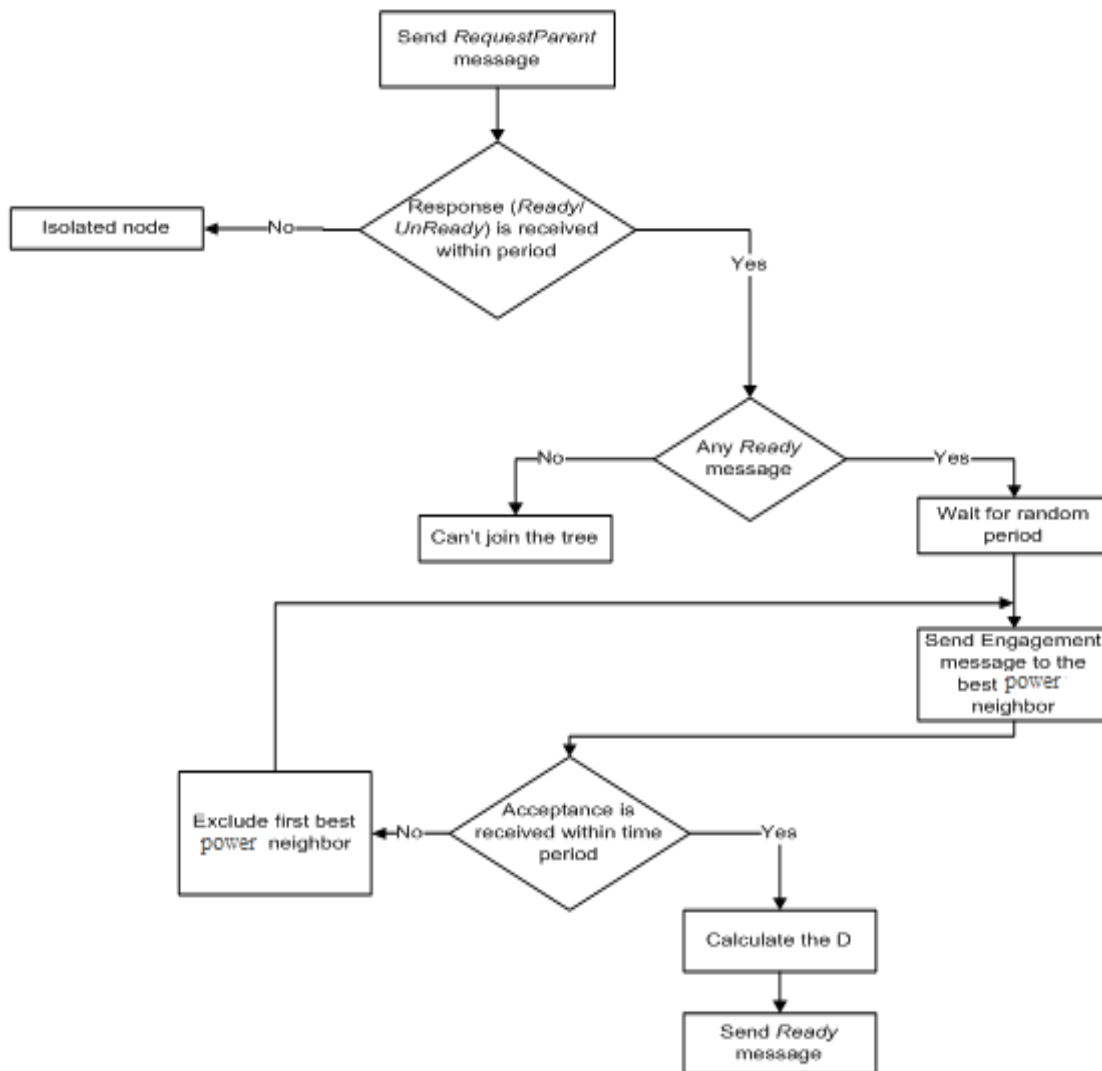 Send RequestParent
message
Response (Ready/
UnReady) is received
within period
No
Isolated node
Yes
Any Ready
message
No
Yes
Can't join the tree
Wait for random
period
Send Engagement
message to the
best power
neighbor
Acceptance is
received within time
period
No
Exclude first best
power neighbor
Yes
Calculate the D
Send Ready
message